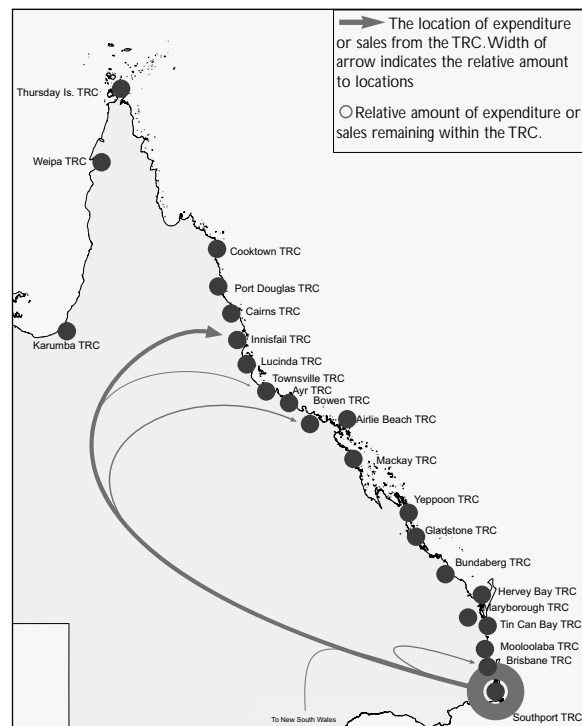 The location of expenditure
or sales from the TRC. Width of
arrow indicates the relative amount
to locations
Relative amount of expenditure or
sales remaining within the TRC.
Thursday Is. TRC
Weipa TRC
Cooktown TRC
Port Douglas TRC
Cairns TRC
Karumba TRC
Innisfail TRC
Lucinda TRC
Townsville TRC
Ayr TRC
Bowen TRC
Airlie Beach TRC
Mackay TRC
Yeppoon TRC
Gladstone TRC
Bundaberg TRC
Hervey Bay TRC
Maryborough TRC
Tin Can Bay TRC
Mooloolaba TRC
Brisbane TRC
To New South Wales
Southport TRC